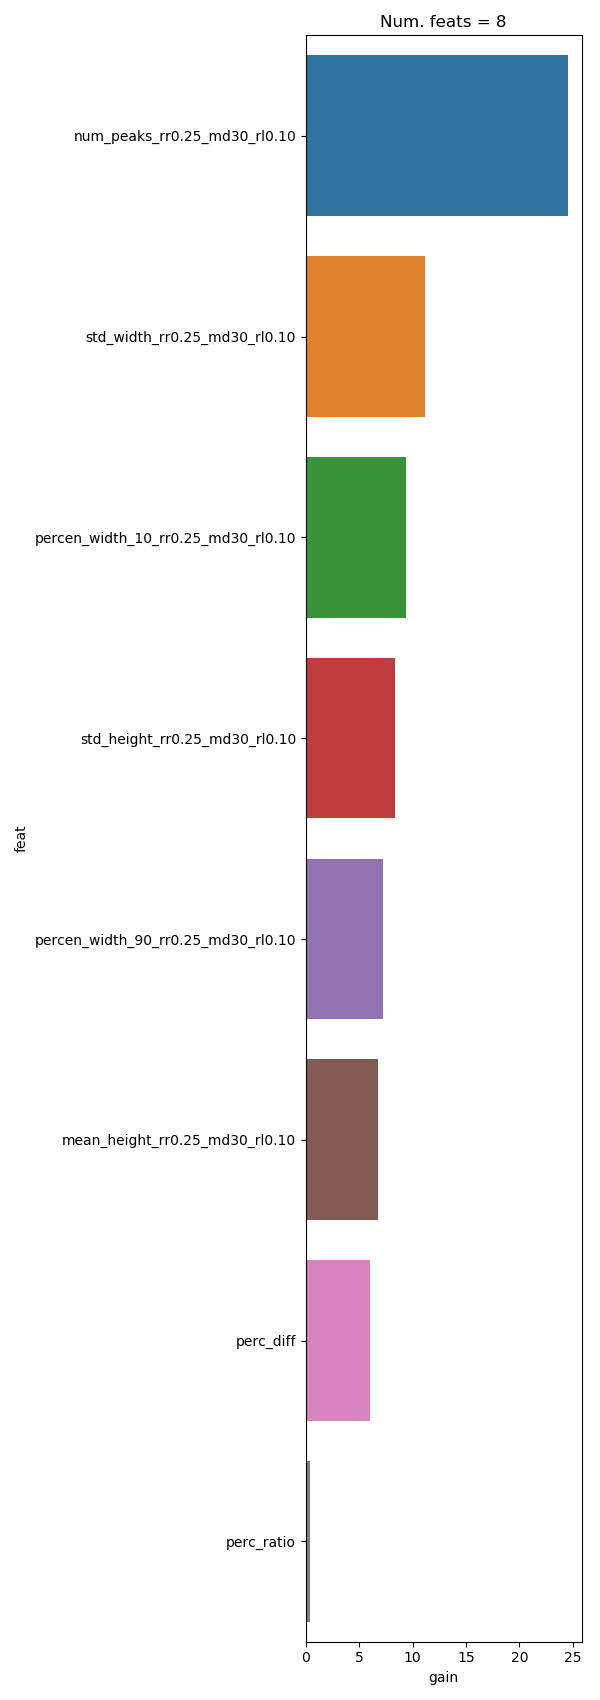 Num. feats = 8
num_peaks_rr0.25_md30_rl0.10
std_width_rr0.25_md30_rl0.10
percen_width_10_rr0.25_md30_rl0.10
std_height_rr0.25_md30_rl0.10
feat
percen_width_90_rr0.25_md30_rl0.10
mean_height_rr0.25_md30_rl0.10
perc_diff
perc_ratio
0 5 10 15 20 25
gain